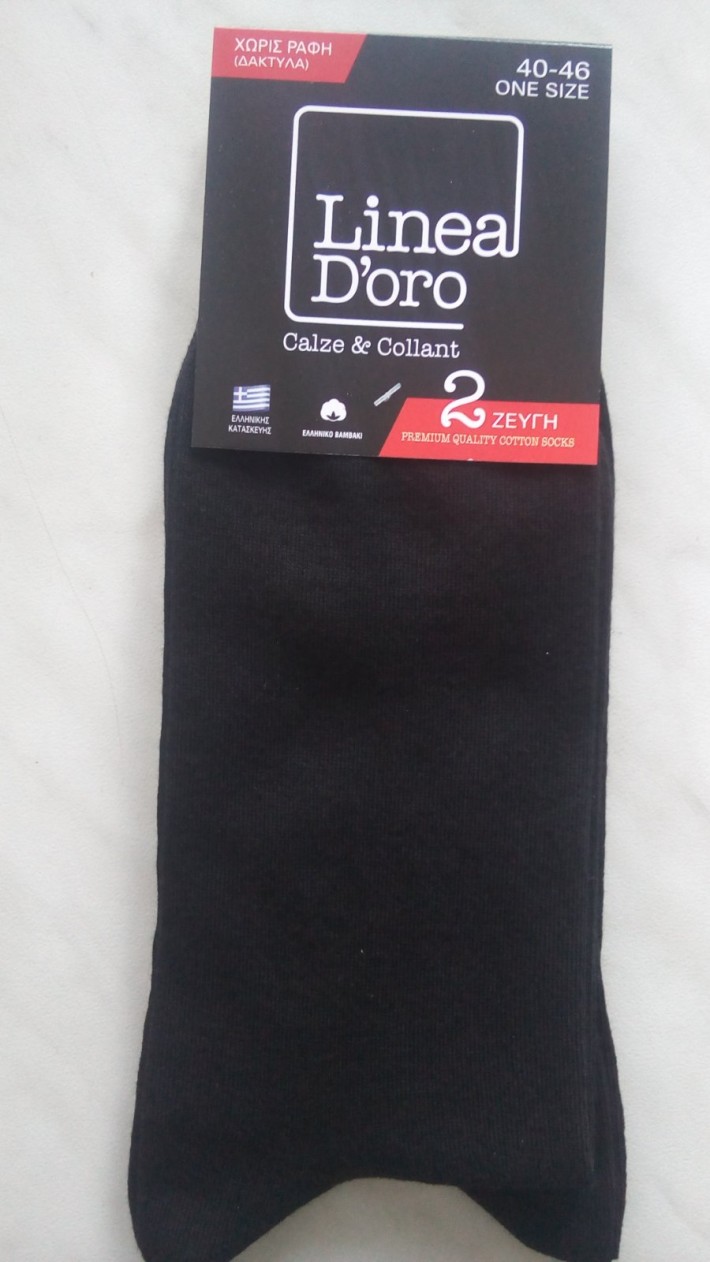 ΧΩΡΙΣ ΡΑΦΗ
(ΔΑΚΤΥΛΑ)
40-46
ONE SIZE
Linea
D'oro
Calze & Collant
ΕΛΛΗΝΙΚΗΣ
ΚΑΤΑΣΚΕΥΗΣ
ΕΛΛΗΝΙΚΟ ΒΑΜΒΑΚΙ
2 ΖΕΥΓΗ
PREMIUM QUALITY COTTON SOCKS